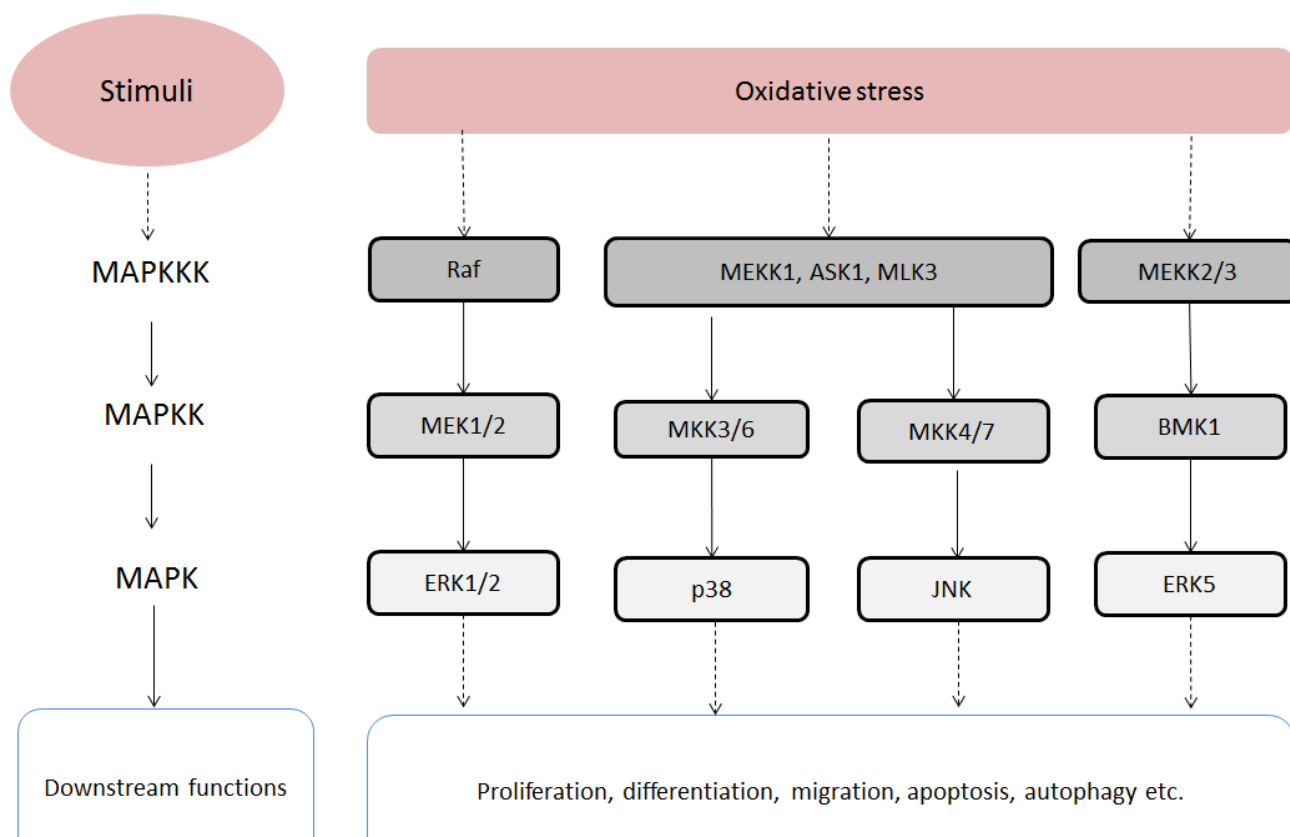 Stimuli
Oxidative stress
MAPKKK
Raf
MEKK1, ASK1, MLK3
MEKK2/3
MAPKK
MEK1/2
MKK3/6
MKK4/7
BMK1
MAPK
ERK1/2
p38
JNK
ERK5
Downstream functions
Proliferation, differentiation, migration, apoptosis, autophagy etc.